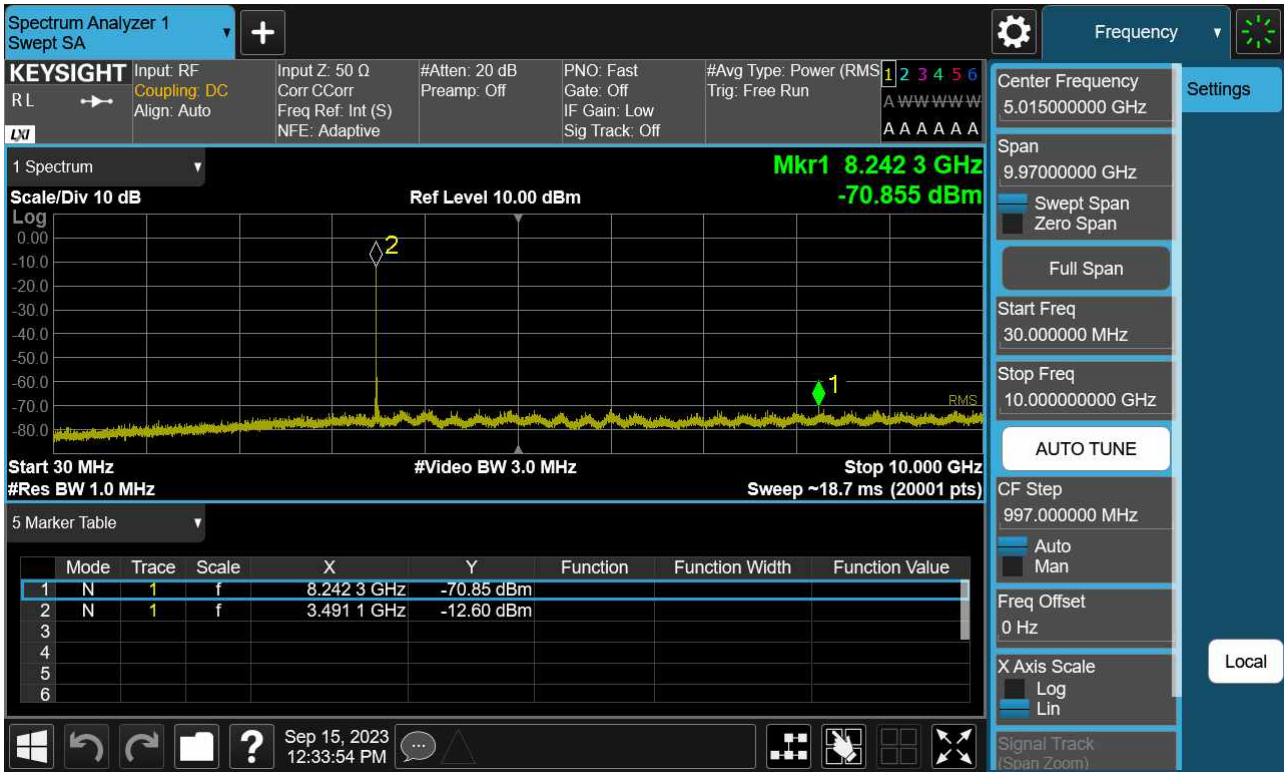 Spectrum Analyzer 1
Swept SA
+
Frequency
KEYSIGHT
R L
LXI
Input: RF
Coupling: DC
Align: Auto
Input Z: 50 Ω
Corr CCorr
Freq Ref: Int (S)
NFE: Adaptive
#Atten: 20 dB
Preamp: Off
PNO: Fast
Gate: Off
IF Gain: Low
Sig Track: Off
#Avg Type: Power (RMS
Trig: Free Run
1 2 3 4 5 6
A W W W W W
A A A A A A
1 Spectrum
Mkr1 8.242 3 GHz
-70.855 dBm
Scale/Div 10 dB
Ref Level 10.00 dBm
Log
0.00
-10.0
-20.0
-30.0
-40.0
-50.0
-60.0
-70.0
-80.0
2
1
RMS
Start 30 MHz
#Video BW 3.0 MHz
Stop 10.000 GHz
#Res BW 1.0 MHz
Sweep ~18.7 ms (20001 pts)
5 Marker Table
Mode Trace Scale X Y Function Function Width Function Value
1 N 1 f 8.242 3 GHz -70.85 dBm
2 N 1 f 3.491 1 GHz -12.60 dBm
3
4
5
6
Center Frequency
5.015000000 GHz
Span
9.97000000 GHz
Swept Span
Zero Span
Full Span
Start Freq
30.000000 MHz
Stop Freq
10.000000000 GHz
AUTO TUNE
CF Step
997.000000 MHz
Auto
Man
Freq Offset
0 Hz
X Axis Scale
Log
Lin
Signal Track
(Span Zoom)
Settings
Local
?
Sep 15, 2023
12:33:54 PM